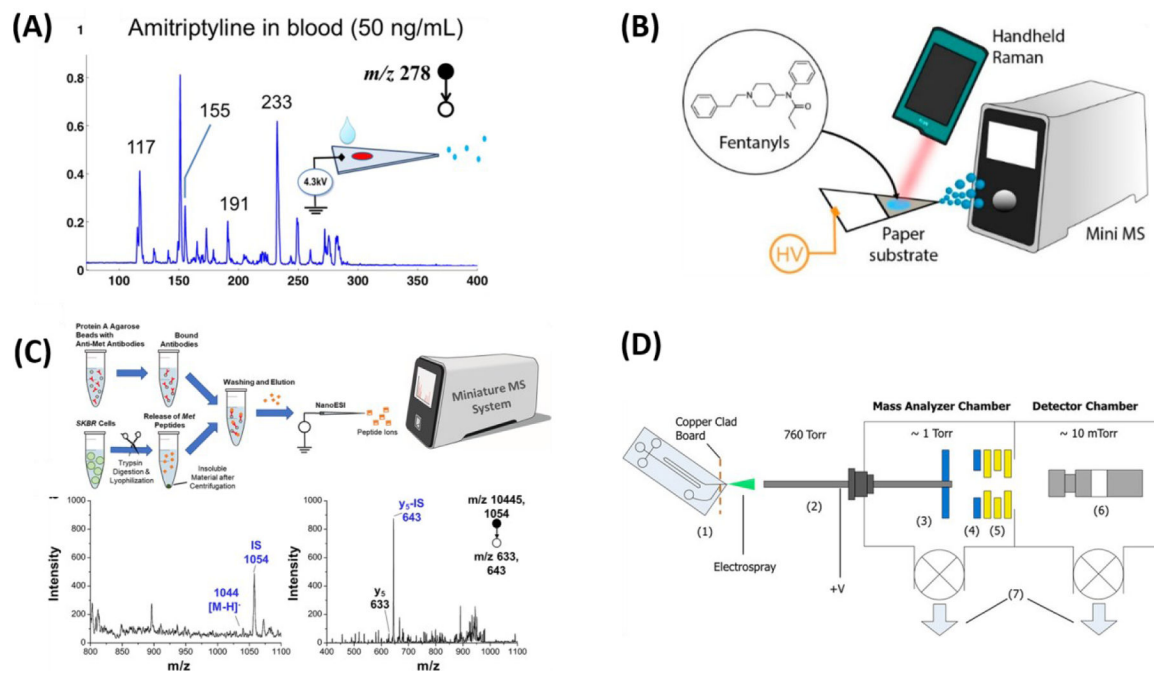 (A)
1
Amitriptyline in blood (50 ng/mL)
m/z 278
0.8
0.6
0.4
0.2
0
117
155
191
233
4.3kV
100
150
200
250
300
350
400
(B)
Handheld
Raman
Fentanyls
Paper
substrate
HV
Mini MS
(C)
Protein A Agarose
Beads with
Anti-Met Antibodies
Bound
Antibodies
Washing and Elution
SKBR Cells
Release of Met
Peptides
Trypsin
Digestion &
Lyophilization
Insoluble
Material after
Centrifugation
NanoESI
Peptide Ions
Miniature MS
System
Intensity
1000
800
600
400
200
0
IS
1054
1044
[M-H]-
800 850 900 950 1000 1050 1100
m/z
Intensity
1000
800
600
400
200
0
y5-IS
643
y5
633
m/z 10445,
1054
m/z 633,
643
400 500 600 700 800 900 1000 1100
m/z
(D)
Copper Clad
Board
760 Torr
Mass Analyzer Chamber
~ 1 Torr
Detector Chamber
~ 10 mTorr
(1)
(2)
(3)
(4)
(5)
(6)
Electrospray
+V
(7)